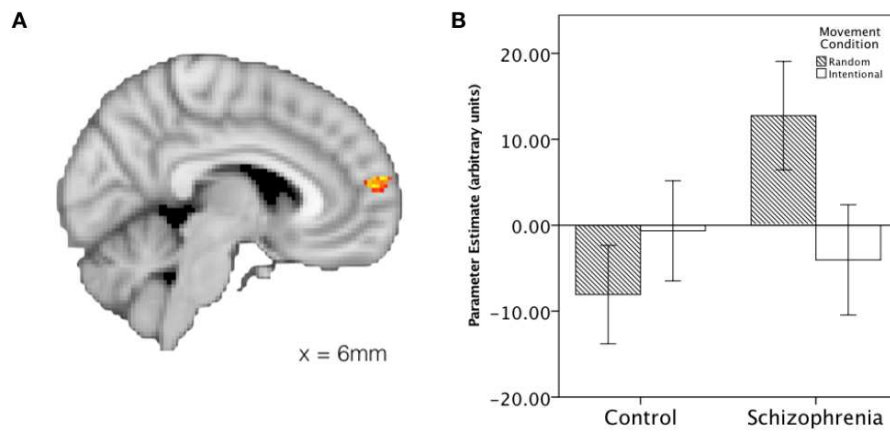 A
x = 6mm
B
Movement
Condition
Random
Intentional
Parameter Estimate (arbitrary units)
20.00
10.00
0.00
-10.00
-20.00
Control
Schizophrenia